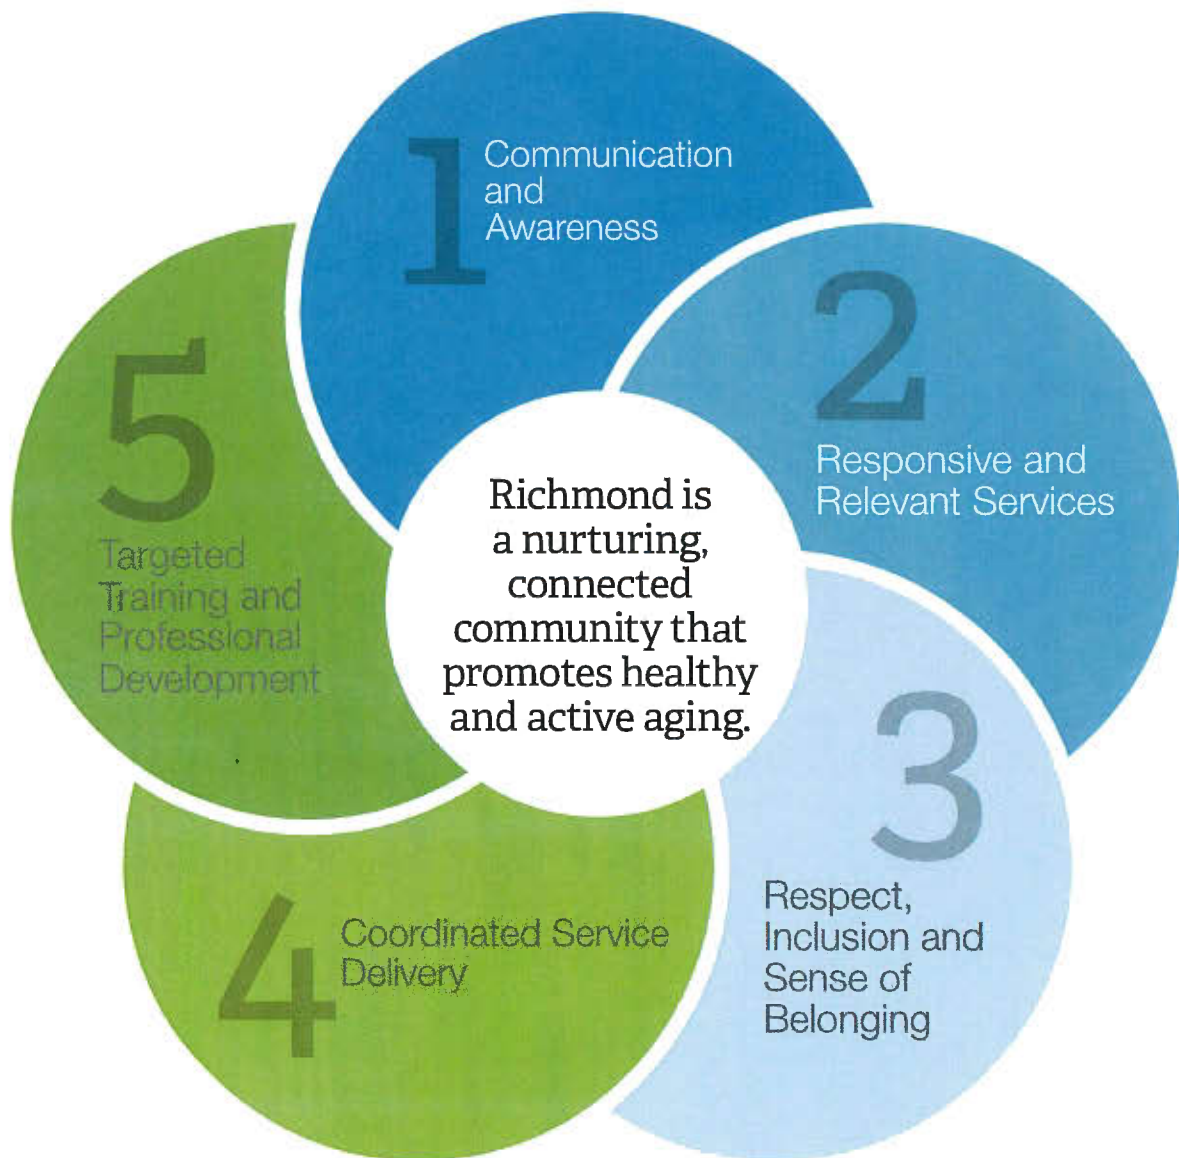 1
Communication
and
Awareness
2
Responsive and
Relevant Services
3
Respect,
Inclusion and
Sense of
Belonging
4
Coordinated Service
Delivery
5
Targeted
Training and
Professional
Development
Richmond is
a nurturing,
connected
community that
promotes healthy
and active aging.